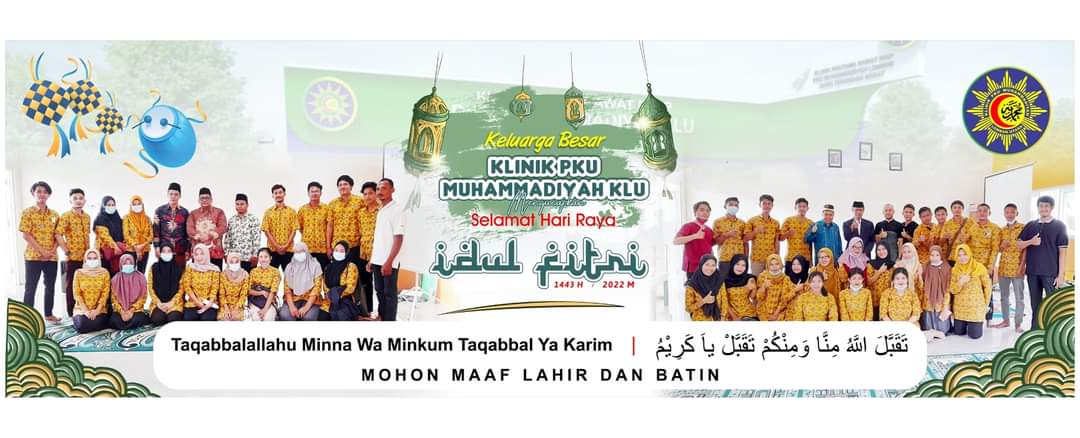 Keluarga Besar
KLINIK PKU
MUHAMMADIYAH KLU
Mengucapkan
Selamat Hari Raya
idul fitri
1443 H 2022 M
Taqabbalallahu Minna Wa Minkum Taqabbal Ya Karim | تَقَبَّلَ اللَّهُ مِنَّا وَمِنْكُمْ تَقَبَّلْ ياَ كَرِيْمُ
MOHON MAAF LAHIR DAN BATIN